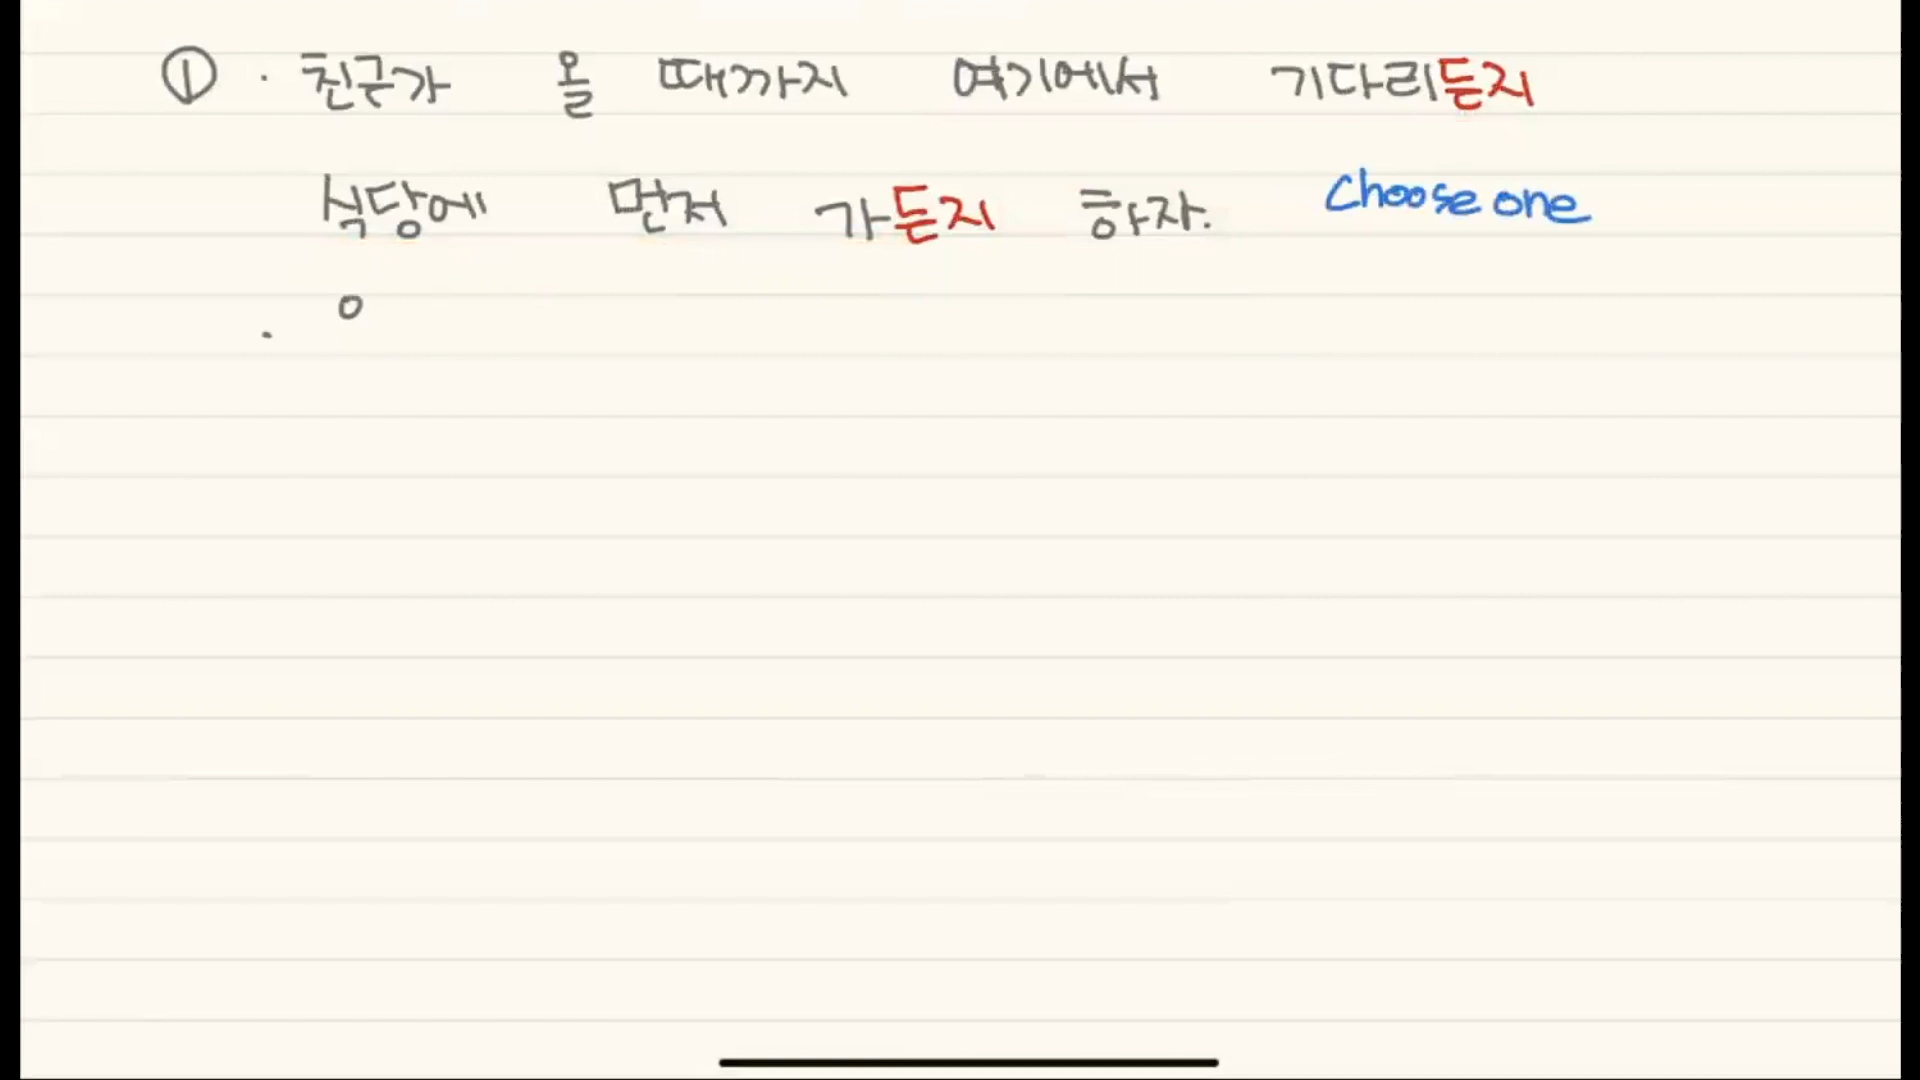 ① · 친근가 올 때까지 여기에서 기다리든지
식당에 먼저 가든지 하자. Choose one
· ㅇ